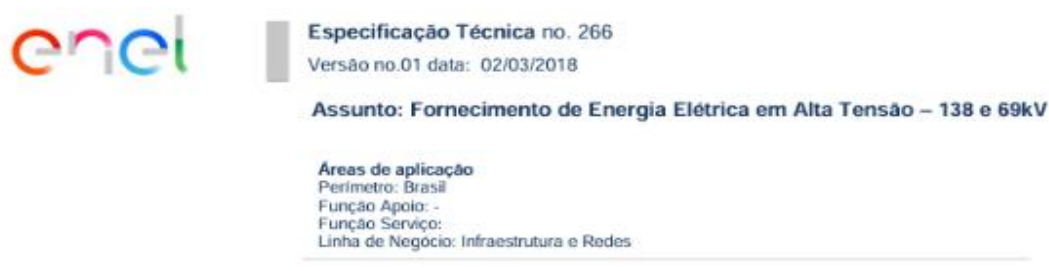 enel
Especificação Técnica no. 266
Versão no.01 data: 02/03/2018
Assunto: Fornecimento de Energia Elétrica em Alta Tensão – 138 e 69kV
Áreas de aplicação
Perímetro: Brasil
Função Apoio: -
Função Serviço:
Linha de Negócio: Infraestrutura e Redes